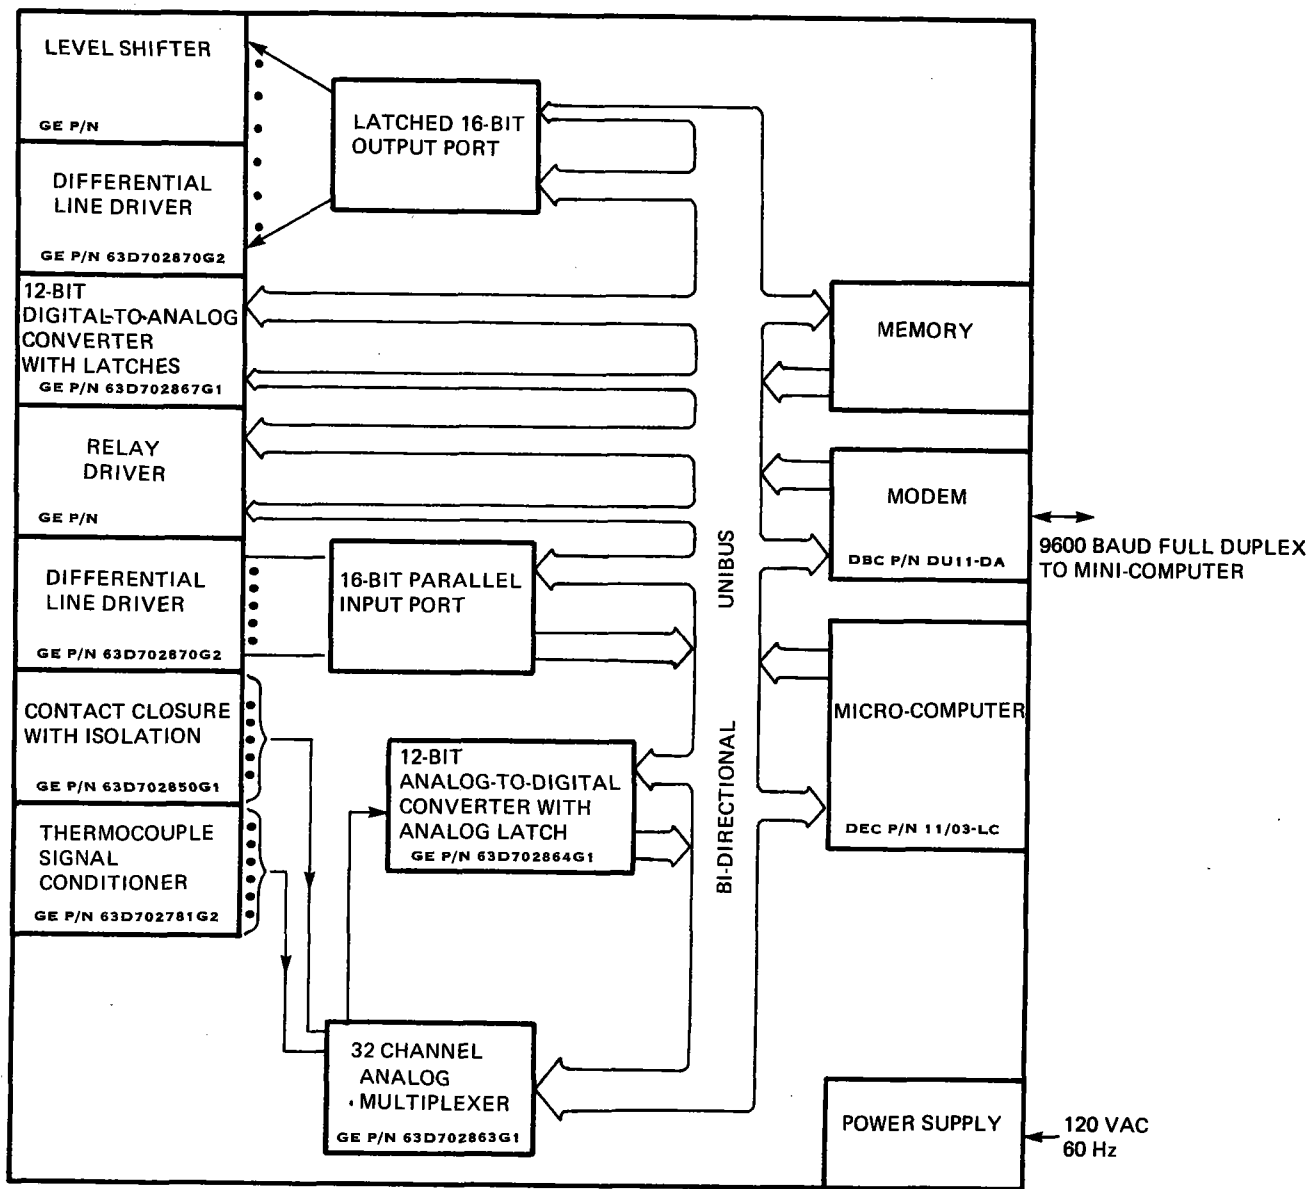 LEVEL SHIFTER
GE P/N
DIFFERENTIAL
LINE DRIVER
GE P/N 63D702870G2
12-BIT
DIGITAL-TO-ANALOG
CONVERTER
WITH LATCHES
GE P/N 63D702867G1
RELAY
DRIVER
GE P/N
DIFFERENTIAL
LINE DRIVER
GE P/N 63D702870G2
CONTACT CLOSURE
WITH ISOLATION
GE P/N 63D702850G1
THERMOCOUPLE
SIGNAL
CONDITIONER
GE P/N 63D702781G2
LATCHED 16-BIT
OUTPUT PORT
16-BIT PARALLEL
INPUT PORT
12-BIT
ANALOG-TO-DIGITAL
CONVERTER WITH
ANALOG LATCH
GE P/N 63D702864G1
32 CHANNEL
ANALOG
MULTIPLEXER
GE P/N 63D702863G1
BI-DIRECTIONAL UNIBUS
MEMORY
MODEM
DBC P/N DU11-DA
9600 BAUD FULL DUPLEX
TO MINI-COMPUTER
MICRO-COMPUTER
DEC P/N 11/03-LC
POWER SUPPLY
120 VAC
60 Hz